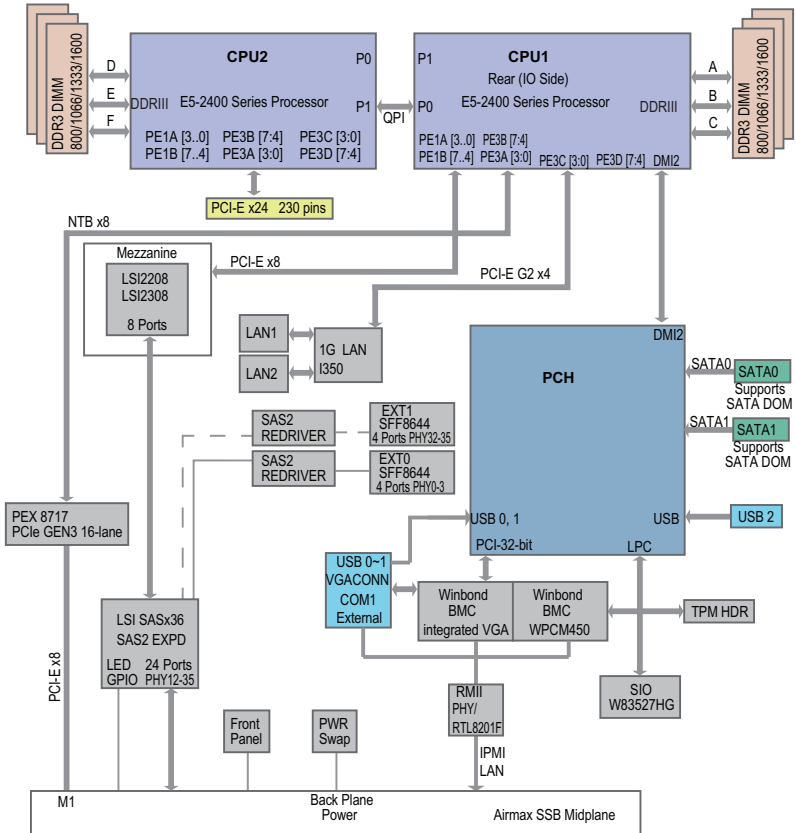 DDR3 DIMM
800/1066/1333/1600
D
E
F
CPU2
P0
DDRIII
E5-2400 Series Processor
P1
PE1A [3..0] PE3B [7:4] PE3C [3:0]
PE1B [7..4] PE3A [3:0] PE3D [7:4]
QPI
P1
CPU1
Rear (IO Side)
P0
E5-2400 Series Processor
DDRIII
PE1A [3..0] PE3B [7:4]
PE1B [7..4] PE3A [3:0] PE3C [3:0] PE3D [7:4] DMI2
A
B
C
DDR3 DIMM
800/1066/1333/1600
PCI-E x24 230 pins
NTB x8
Mezzanine
LSI2208
LSI2308
8 Ports
PCI-E x8
PCI-E G2 x4
LAN1
LAN2
1G LAN
I350
DMI2
PCH
SATA0
SATA0
Supports
SATA DOM
SATA1
SATA1
Supports
SATA DOM
SAS2
REDRIVER
EXT1
SFF8644
4 Ports PHY32-35
SAS2
REDRIVER
EXT0
SFF8644
4 Ports PHY0-3
PEX 8717
PCIe GEN3 16-lane
USB 0, 1
USB
USB 2
PCI-32-bit
LPC
USB 0~1
VGACONN
COM1
External
Winbond
BMC
integrated VGA
Winbond
BMC
WPCM450
TPM HDR
LSI SASx36
SAS2 EXPD
LED 24 Ports
GPIO PHY12-35
PCI-E x8
SIO
W83527HG
RMII
PHY/
RTL8201F
Front
Panel
PWR
Swap
IPMI
LAN
M1
Back Plane
Power
Airmax SSB Midplane